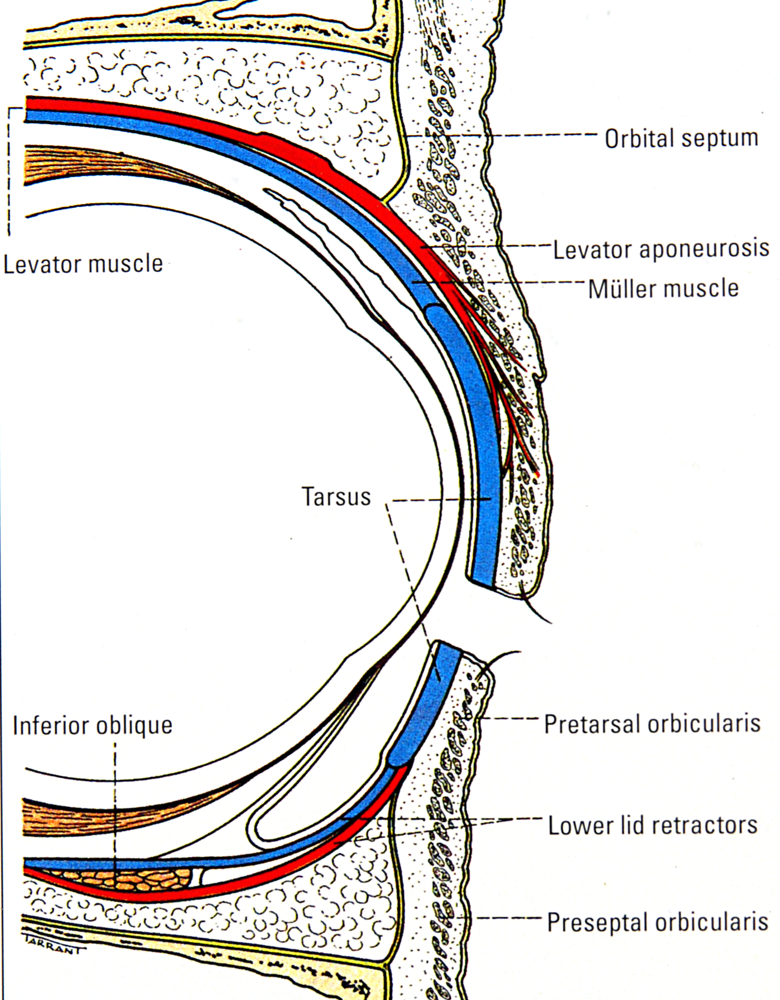 Orbital septum
Levator aponeurosis
Levator muscle
Müller muscle
Tarsus
Pretarsal orbicularis
Inferior oblique
Lower lid retractors
Preseptal orbicularis
TARRANT